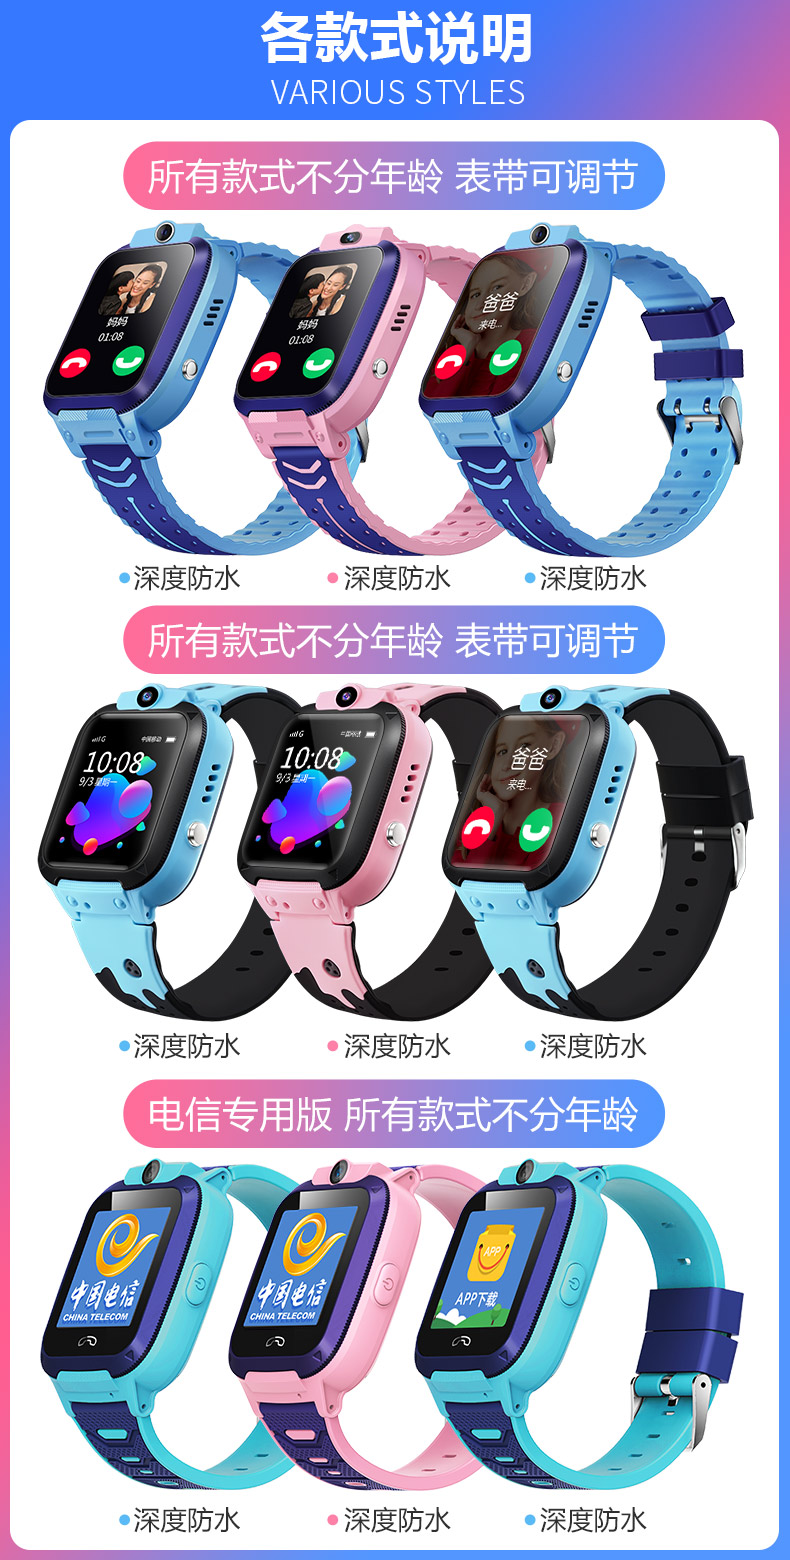 各款式说明
VARIOUS STYLES
所有款式不分年龄 表带可调节
妈妈
01:08
妈妈
01:08
爸爸
来电...
深度防水
深度防水
深度防水
所有款式不分年龄 表带可调节
G 中国移动
10:08
9/3 星期一
G
10:08
9/3 星期一
爸爸
来电...
深度防水
深度防水
深度防水
电信专用版 所有款式不分年龄
中国电信
CHINA TELECOM
中国电信
CHINA TELECOM
APP
APP下载
深度防水
深度防水
深度防水